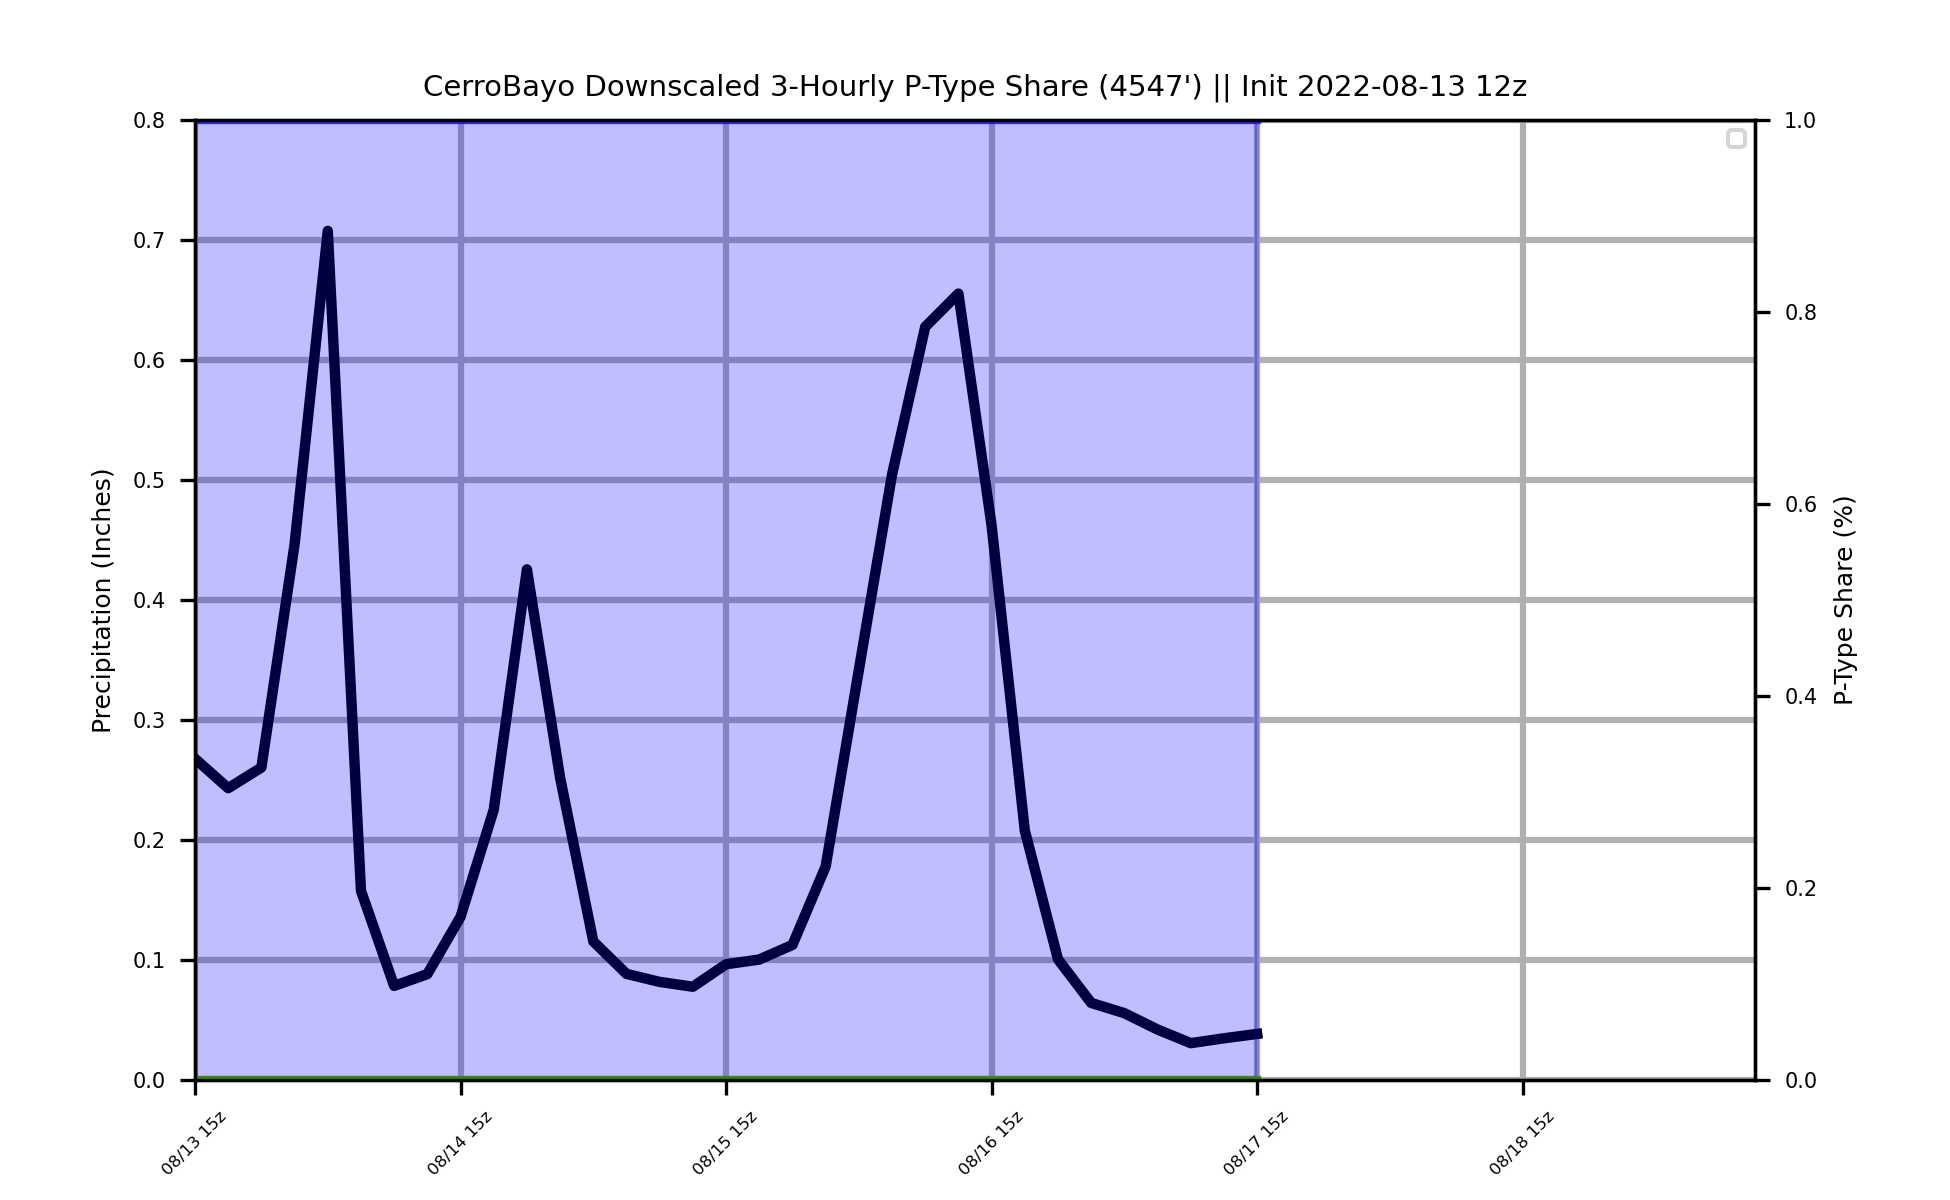 CerroBayo Downscaled 3-Hourly P-Type Share (4547') || Init 2022-08-13 12z
Precipitation (Inches)
0.8
0.7
0.6
0.5
0.4
0.3
0.2
0.1
0.0
1.0
0.8
0.6
0.4
0.2
0.0
P-Type Share (%)
08/13 15z
08/14 15z
08/15 15z
08/16 15z
08/17 15z
08/18 15z